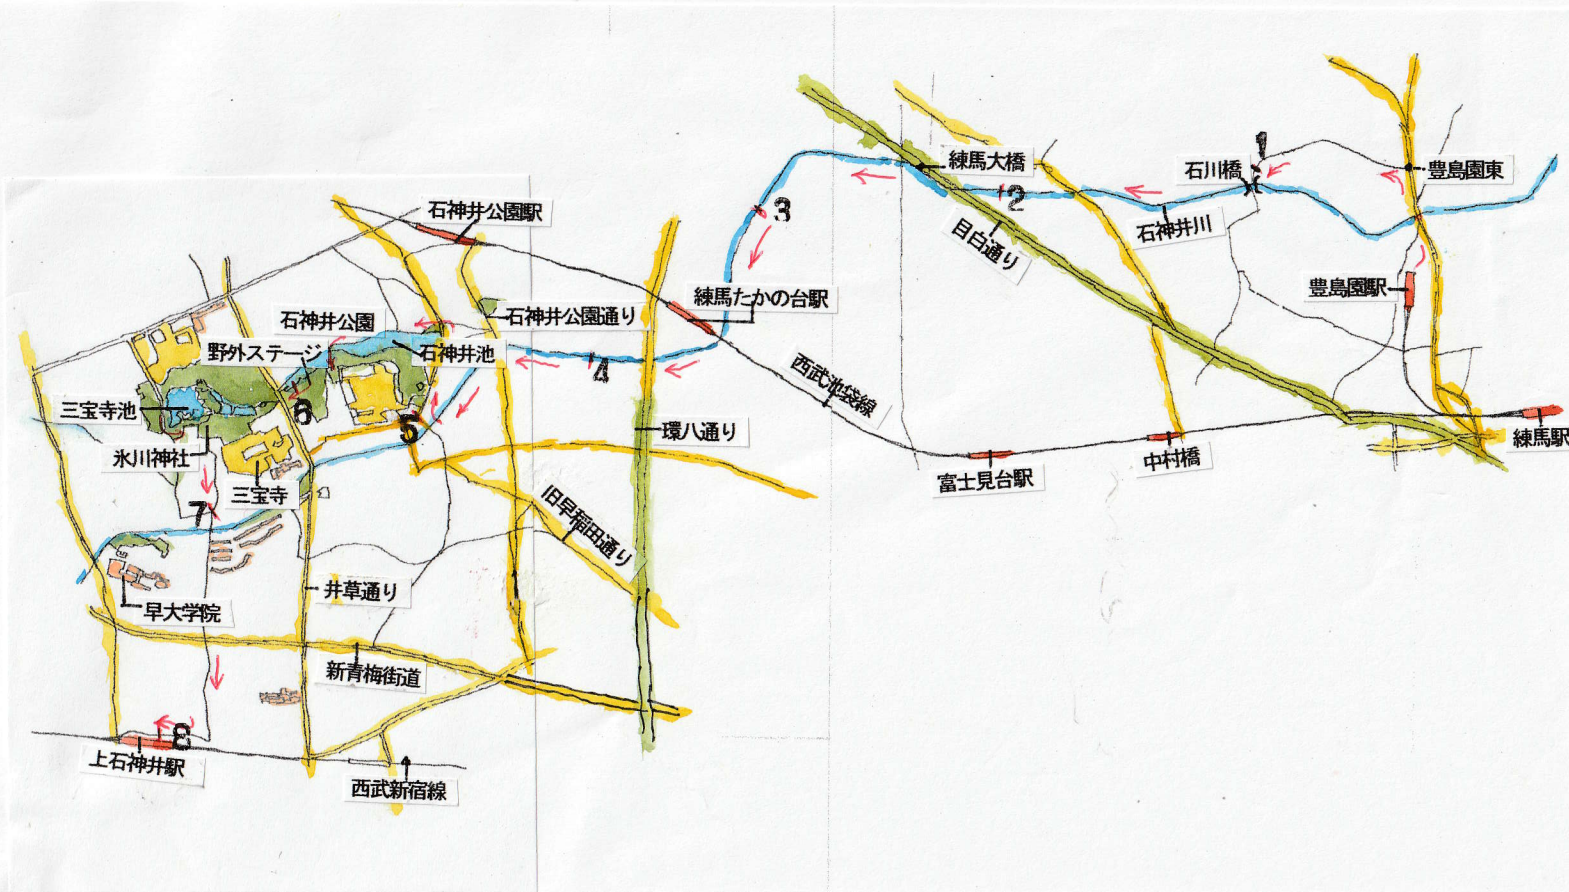 1
練馬大橋
石川橋
豊島園東
2
石神井川
3
石神井公園駅
目白通り
豊島園駅
練馬たかの台駅
石神井公園
石神井公園通り
野外ステージ
石神井池
4
西武池袋線
三宝寺池
6
5
環八通り
練馬駅
氷川神社
中村橋
富士見台駅
三宝寺
7
旧早稲田通り
井草通り
早大学院
新青梅街道
8
上石神井駅
西武新宿線